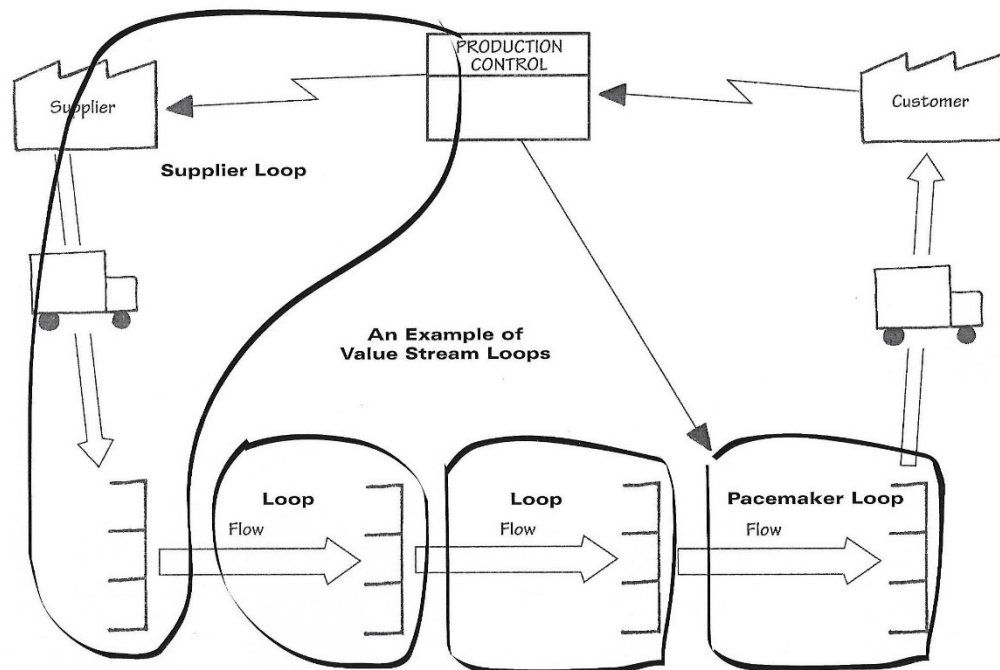 PRODUCTION
CONTROL
Supplier
Customer
Supplier Loop
An Example of
Value Stream Loops
Loop
Loop
Pacemaker Loop
Flow
Flow
Flow